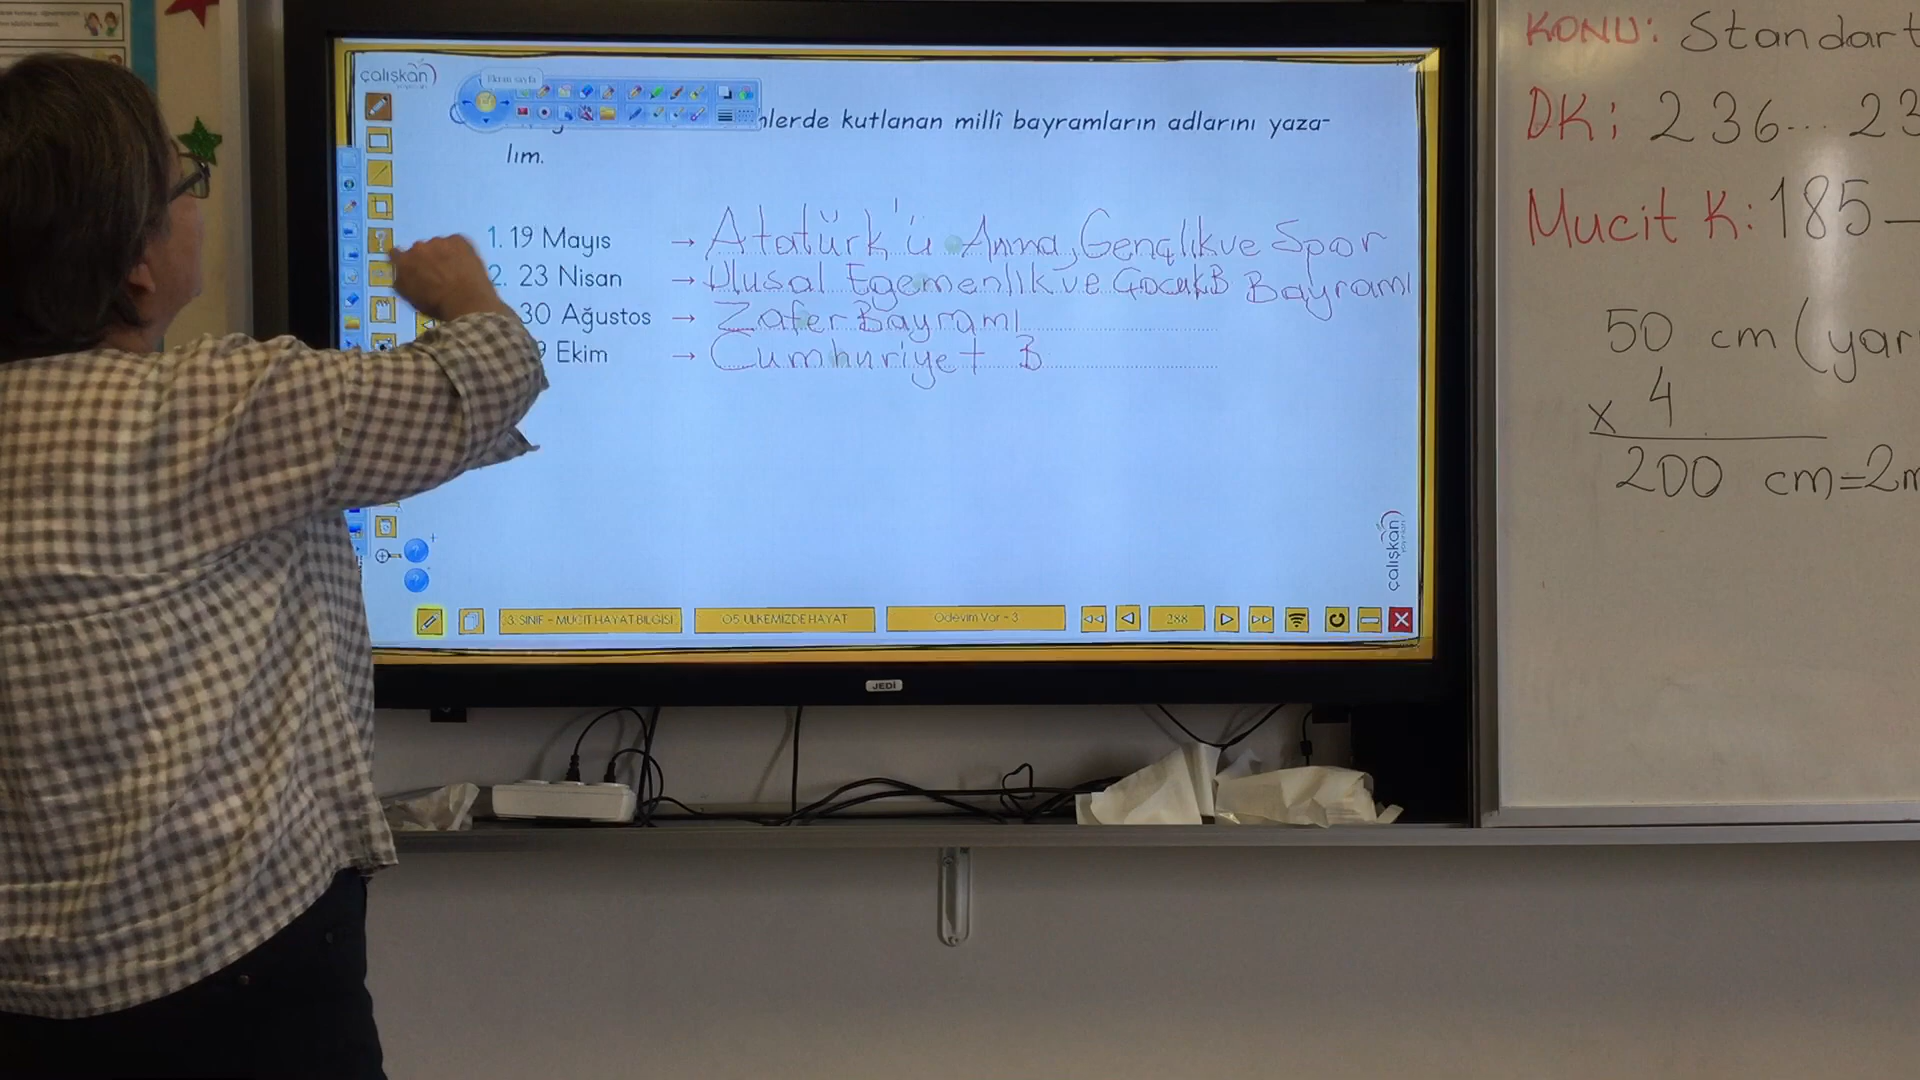 çalışkan
Ekran sayfa
nlerde kutlanan millî bayramların adlarını yaza-
lım.
1. 19 Mayıs → Atatürk'ü Anma, Gençlik ve Spor
2. 23 Nisan → Ulusal Egemenlik ve Çocuk B Bayramı
30 Ağustos → Zafer Bayramı
9 Ekim → Cumhuriyet B
çalışkan
3. SINIF - MUCİT HAYAT BİLGİSİ
05 ÜLKEMİZDE HAYAT
Ödevim Var - 3
288
JEDİ
KONU: Standart
DK: 236... 23
Mucit K: 185 -
50 cm (yar
x 4
200 cm = 2m